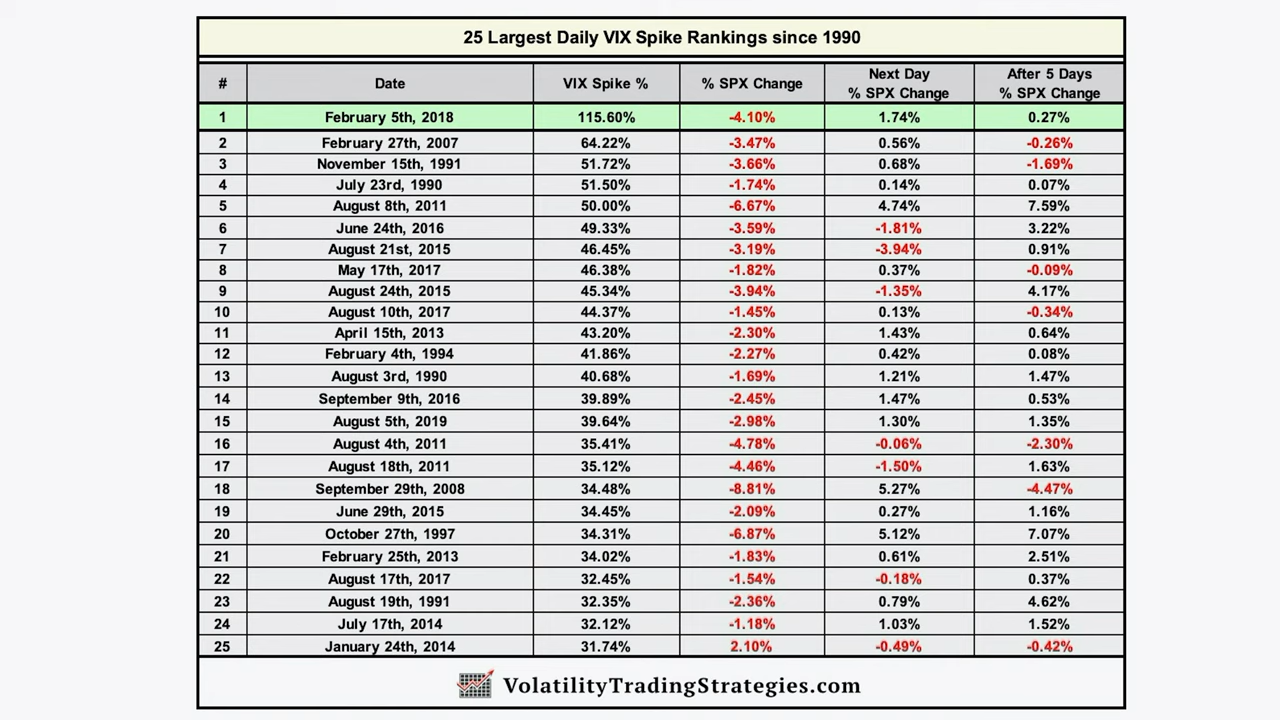 25 Largest Daily VIX Spike Rankings since 1990
# Date VIX Spike % % SPX Change Next Day % SPX Change After 5 Days % SPX Change
1 February 5th, 2018 115.60% -4.10% 1.74% 0.27%
2 February 27th, 2007 64.22% -3.47% 0.56% -0.26%
3 November 15th, 1991 51.72% -3.66% 0.68% -1.69%
4 July 23rd, 1990 51.50% -1.74% 0.14% 0.07%
5 August 8th, 2011 50.00% -6.67% 4.74% 7.59%
6 June 24th, 2016 49.33% -3.59% -1.81% 3.22%
7 August 21st, 2015 46.45% -3.19% -3.94% 0.91%
8 May 17th, 2017 46.38% -1.82% 0.37% -0.09%
9 August 24th, 2015 45.34% -3.94% -1.35% 4.17%
10 August 10th, 2017 44.37% -1.45% 0.13% -0.34%
11 April 15th, 2013 43.20% -2.30% 1.43% 0.64%
12 February 4th, 1994 41.86% -2.27% 0.42% 0.08%
13 August 3rd, 1990 40.68% -1.69% 1.21% 1.47%
14 September 9th, 2016 39.89% -2.45% 1.47% 0.53%
15 August 5th, 2019 39.64% -2.98% 1.30% 1.35%
16 August 4th, 2011 35.41% -4.78% -0.06% -2.30%
17 August 18th, 2011 35.12% -4.46% -1.50% 1.63%
18 September 29th, 2008 34.48% -8.81% 5.27% -4.47%
19 June 29th, 2015 34.45% -2.09% 0.27% 1.16%
20 October 27th, 1997 34.31% -6.87% 5.12% 7.07%
21 February 25th, 2013 34.02% -1.83% 0.61% 2.51%
22 August 17th, 2017 32.45% -1.54% -0.18% 0.37%
23 August 19th, 1991 32.35% -2.36% 0.79% 4.62%
24 July 17th, 2014 32.12% -1.18% 1.03% 1.52%
25 January 24th, 2014 31.74% 2.10% -0.49% -0.42%
VolatilityTradingStrategies.com